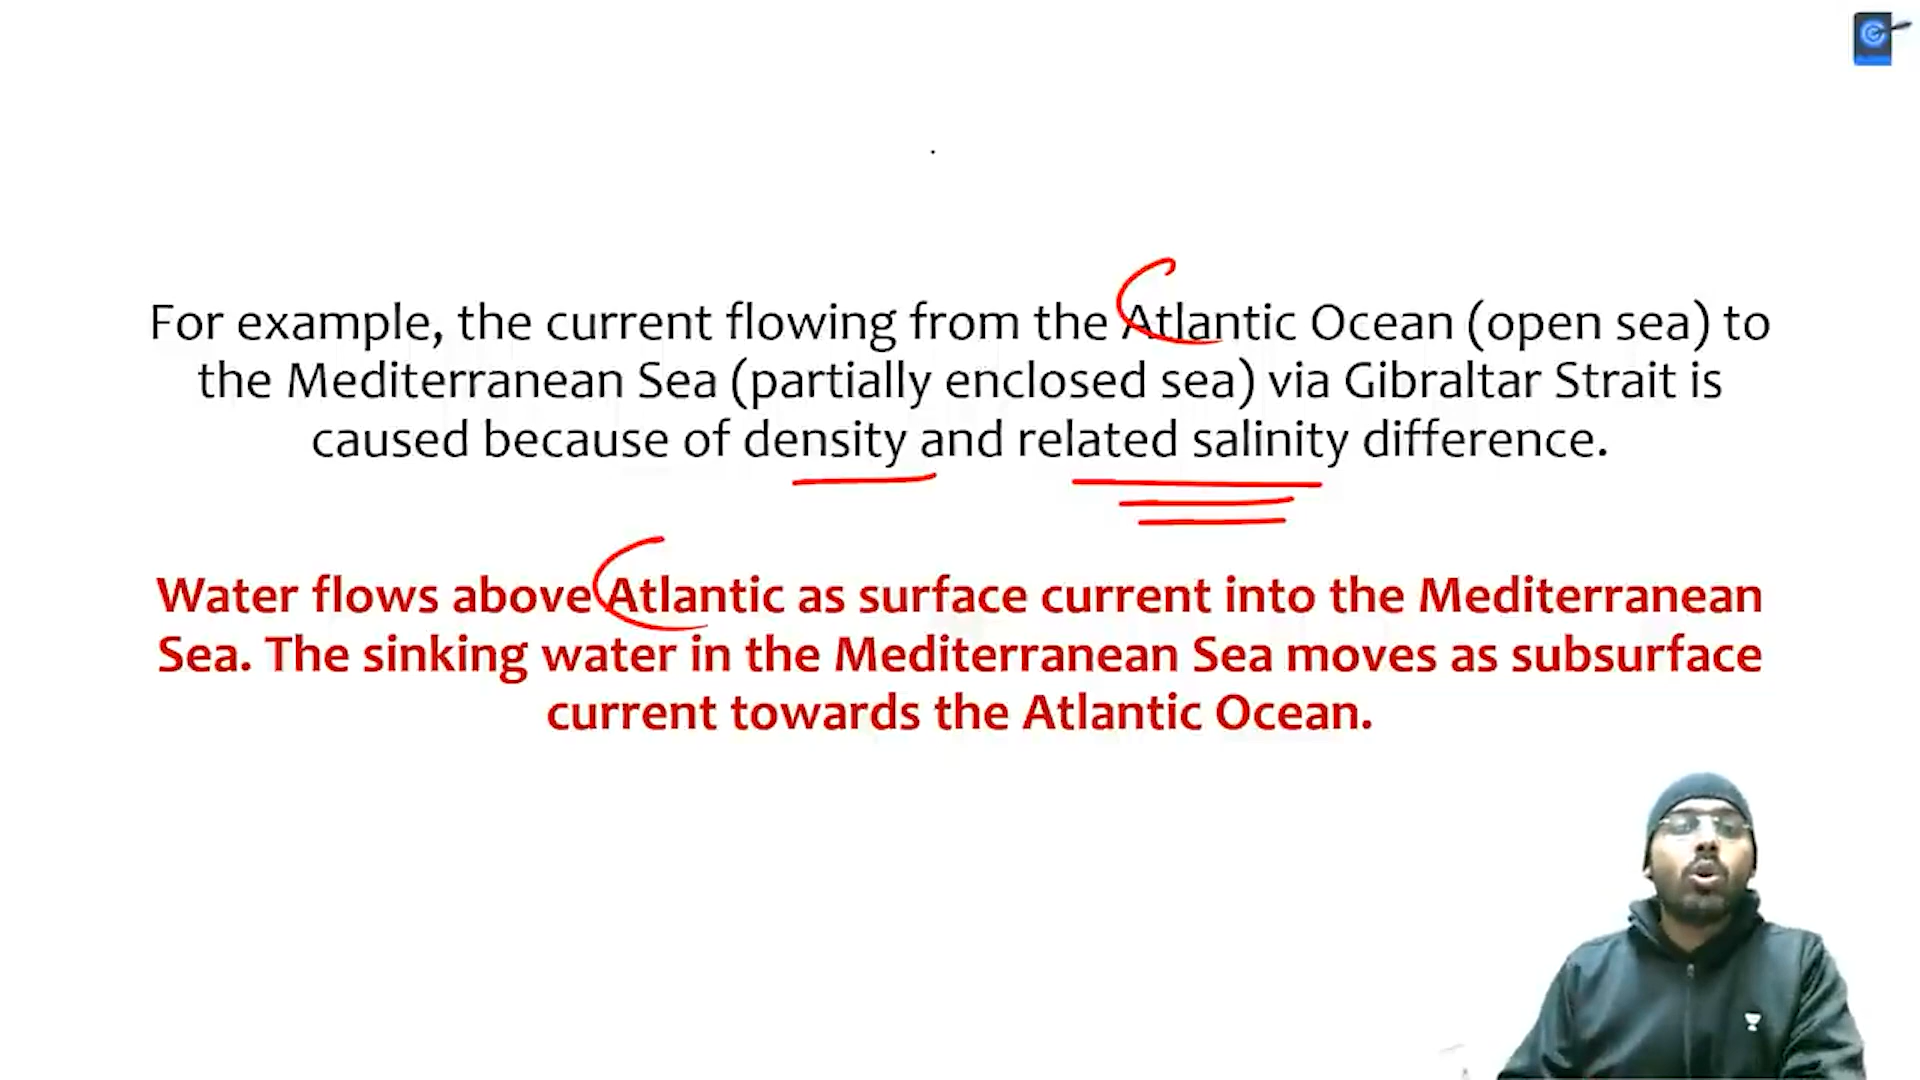 For example, the current flowing from the Atlantic Ocean (open sea) to
the Mediterranean Sea (partially enclosed sea) via Gibraltar Strait is
caused because of density and related salinity difference.
Water flows above Atlantic as surface current into the Mediterranean
Sea. The sinking water in the Mediterranean Sea moves as subsurface
current towards the Atlantic Ocean.